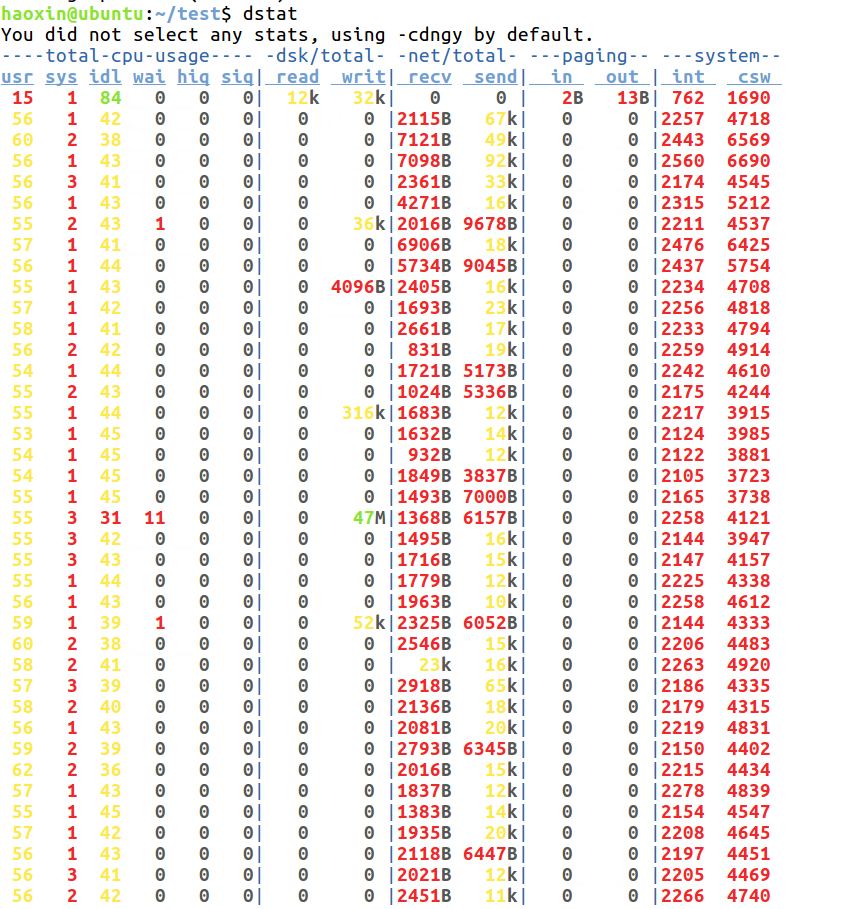 haoxin@ubuntu:~/test$ dstat
You did not select any stats, using -cdngy by default.
----total-cpu-usage---- -dsk/total- -net/total- ---paging-- ---system--
usr sys idl wai hiq siq| read  writ| recv  send|  in   out | int   csw
 15   1  84   0   0   0|  12k   32k|   0     0 |   2B   13B| 762  1690
 56   1  42   0   0   0|   0     0 |2115B   67k|   0     0 |2257  4718
 60   2  38   0   0   0|   0     0 |7121B   49k|   0     0 |2443  6569
 56   1  43   0   0   0|   0     0 |7098B   92k|   0     0 |2560  6690
 56   3  41   0   0   0|   0     0 |2361B   33k|   0     0 |2174  4545
 56   1  43   0   0   0|   0     0 |4271B   16k|   0     0 |2315  5212
 55   2  43   1   0   0|   0    36k|2016B 9678B|   0     0 |2211  4537
 57   1  41   0   0   0|   0     0 |6906B   18k|   0     0 |2476  6425
 56   1  44   0   0   0|   0     0 |5734B 9045B|   0     0 |2437  5754
 55   1  43   0   0   0|   0  4096B|2405B   16k|   0     0 |2234  4708
 57   1  42   0   0   0|   0     0 |1693B   23k|   0     0 |2256  4818
 58   1  41   0   0   0|   0     0 |2661B   17k|   0     0 |2233  4794
 56   2  42   0   0   0|   0     0 | 831B   19k|   0     0 |2259  4914
 54   1  44   0   0   0|   0     0 |1721B 5173B|   0     0 |2242  4610
 55   2  43   0   0   0|   0     0 |1024B 5336B|   0     0 |2175  4244
 55   1  44   0   0   0|   0   316k|1683B   12k|   0     0 |2217  3915
 53   1  45   0   0   0|   0     0 |1632B   14k|   0     0 |2124  3985
 54   1  45   0   0   0|   0     0 | 932B   12k|   0     0 |2122  3881
 54   1  45   0   0   0|   0     0 |1849B 3837B|   0     0 |2105  3723
 55   1  45   0   0   0|   0     0 |1493B 7000B|   0     0 |2165  3738
 55   3  31  11   0   0|   0    47M|1368B 6157B|   0     0 |2258  4121
 55   3  42   0   0   0|   0     0 |1495B   16k|   0     0 |2144  3947
 55   3  43   0   0   0|   0     0 |1716B   15k|   0     0 |2147  4157
 55   1  44   0   0   0|   0     0 |1779B   12k|   0     0 |2225  4338
 56   1  43   0   0   0|   0     0 |1963B   10k|   0     0 |2258  4612
 59   1  39   1   0   0|   0    52k|2325B 6052B|   0     0 |2144  4333
 60   2  38   0   0   0|   0     0 |2546B   15k|   0     0 |2206  4483
 58   2  41   0   0   0|   0     0 |  23k   16k|   0     0 |2263  4920
 57   3  39   0   0   0|   0     0 |2918B   65k|   0     0 |2186  4335
 58   2  40   0   0   0|   0     0 |2136B   18k|   0     0 |2179  4315
 56   1  43   0   0   0|   0     0 |2081B   20k|   0     0 |2219  4831
 59   2  39   0   0   0|   0     0 |2793B 6345B|   0     0 |2150  4402
 62   2  36   0   0   0|   0     0 |2016B   15k|   0     0 |2215  4434
 57   1  43   0   0   0|   0     0 |1837B   12k|   0     0 |2278  4839
 55   1  45   0   0   0|   0     0 |1383B   14k|   0     0 |2154  4547
 57   1  42   0   0   0|   0     0 |1935B   20k|   0     0 |2208  4645
 56   1  43   0   0   0|   0     0 |2118B 6447B|   0     0 |2197  4451
 56   3  41   0   0   0|   0     0 |2021B   12k|   0     0 |2205  4469
 56   2  42   0   0   0|   0     0 |2451B   11k|   0     0 |2266  4740